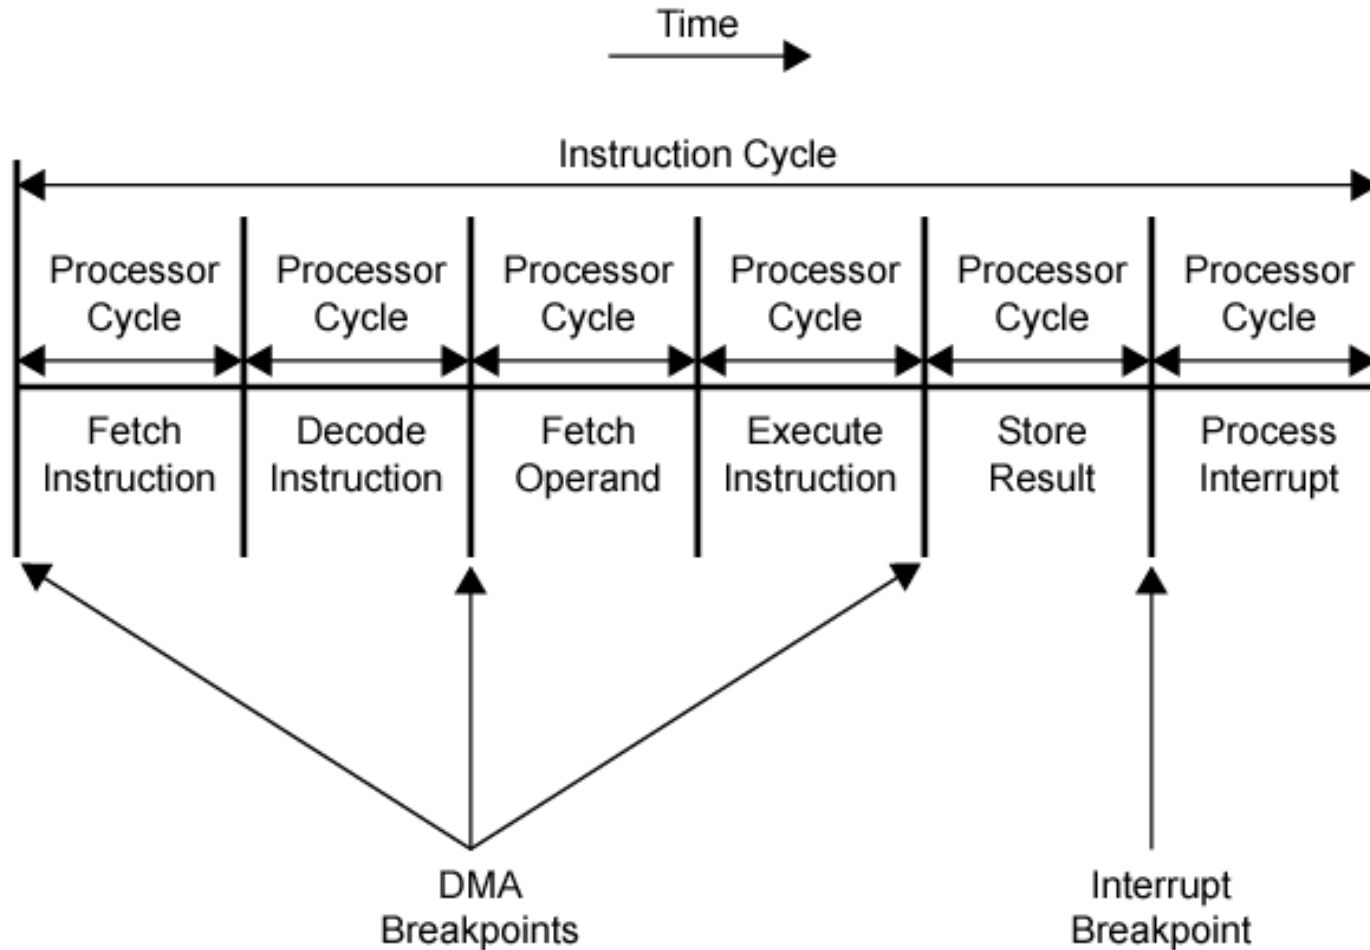 Time
Instruction Cycle
Processor Processor Processor Processor Processor Processor
Cycle Cycle Cycle Cycle Cycle Cycle
Fetch Decode Fetch Execute Store Process
Instruction Instruction Operand Instruction Result Interrupt
DMA Interrupt
Breakpoints Breakpoint